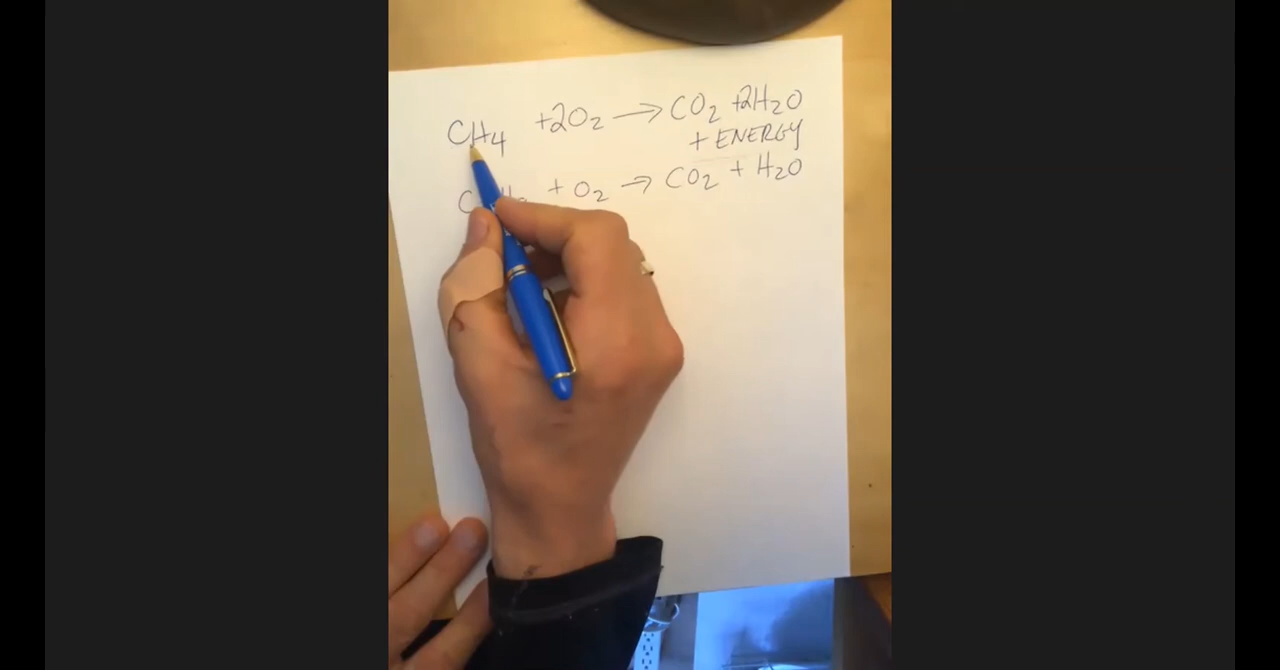 CH4 +2O2 → CO2 +2H2O
+ ENERGY
+ O2 → CO2 + H2O